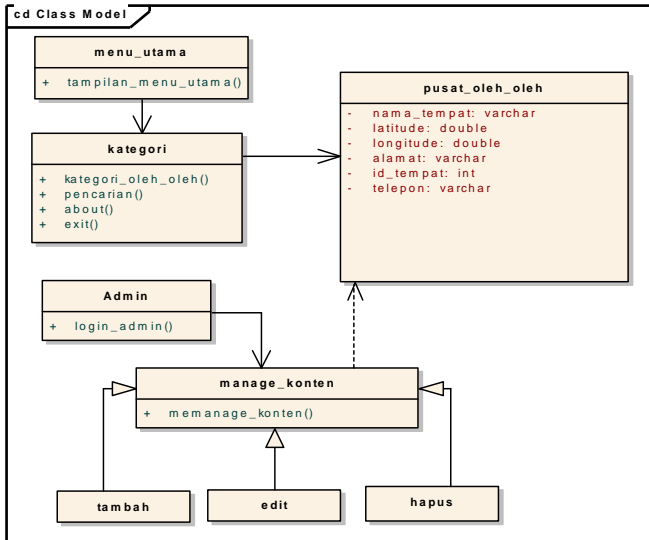 cd Class Model
menu_utama
+ tampilan_menu_utama()
pusat_oleh_oleh
- nama_tempat: varchar
- latitude: double
- longitude: double
- alamat: varchar
- id_tempat: int
- telepon: varchar
kategori
+ kategori_oleh_oleh()
+ pencarian()
+ about()
+ exit()
Admin
+ login_admin()
manage_konten
+ memanage_konten()
tambah
edit
hapus